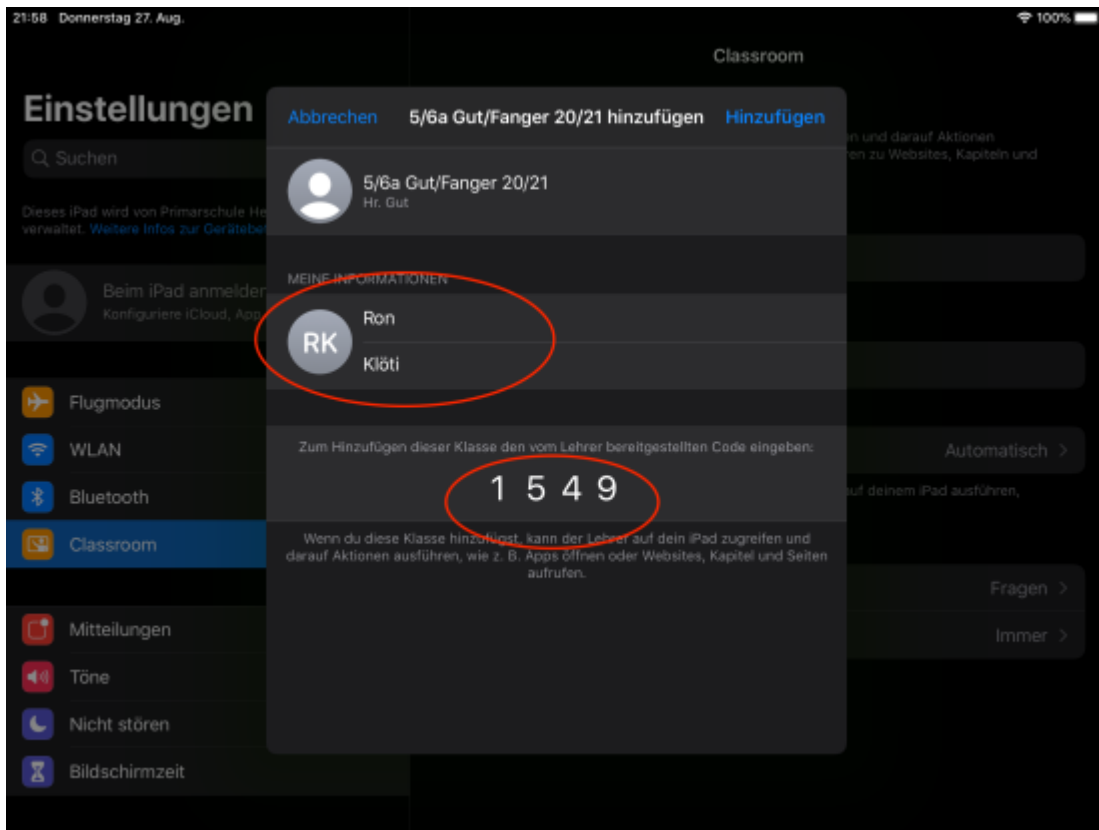 21:58 Donnerstag 27. Aug.
100%
Classroom
Einstellungen
Suchen
Dieses iPad wird von Primarschule He
verwaltet. Weitere Infos zur Gerätebet
Beim iPad anmelden
Konfiguriere iCloud, App
Flugmodus
WLAN
Bluetooth
Classroom
Mitteilungen
Töne
Nicht stören
Bildschirmzeit
Abbrechen 5/6a Gut/Fanger 20/21 hinzufügen Hinzufügen
5/6a Gut/Fanger 20/21
Hr. Gut
MEINE INFORMATIONEN
RK
Ron
Klöti
Zum Hinzufügen dieser Klasse den vom Lehrer bereitgestellten Code eingeben:
1 5 4 9
Wenn du diese Klasse hinzufügst, kann der Lehrer auf dein iPad zugreifen und
darauf Aktionen ausführen, wie z. B. Apps öffnen oder Websites, Kapitel und Seiten
aufrufen.
en und darauf Aktionen
en zu Websites, Kapiteln und
Automatisch
auf deinem iPad ausführen,
Fragen
Immer